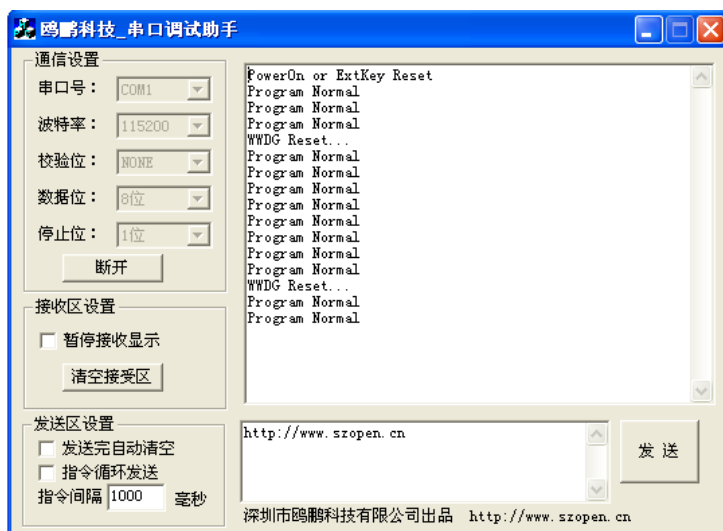 鸥鹏科技_串口调试助手
通信设置
串口号： COM1
波特率： 115200
校验位： NONE
数据位： 8位
停止位： 1位
断开
接收区设置
暂停接收显示
清空接受区
发送区设置
发送完自动清空
指令循环发送
指令间隔 1000 毫秒
PowerOn or ExtKey Reset
Program Normal
Program Normal
Program Normal
WWDG Reset...
Program Normal
Program Normal
Program Normal
Program Normal
Program Normal
Program Normal
Program Normal
Program Normal
WWDG Reset...
Program Normal
Program Normal
http://www.szopen.cn
发 送
深圳市鸥鹏科技有限公司出品 http://www.szopen.cn